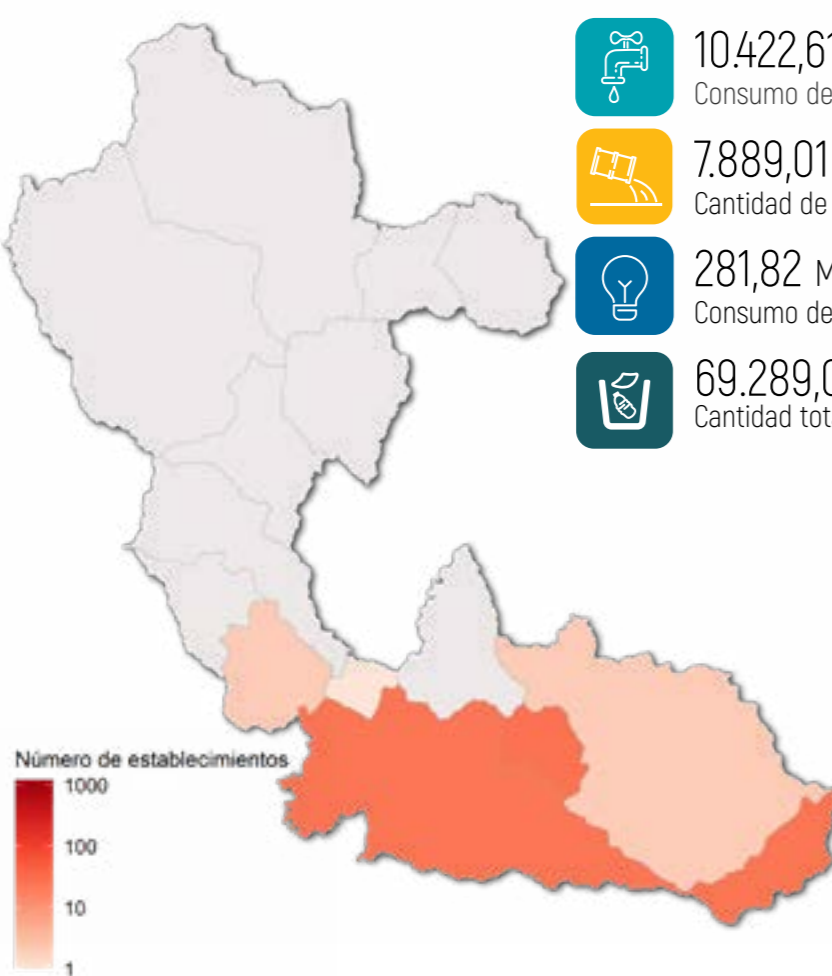 10.422,61
Consumo de
7.889,01
Cantidad de
281,82 M
Consumo de
69.289,0
Cantidad tot
Número de establecimientos
1000
100
10
1